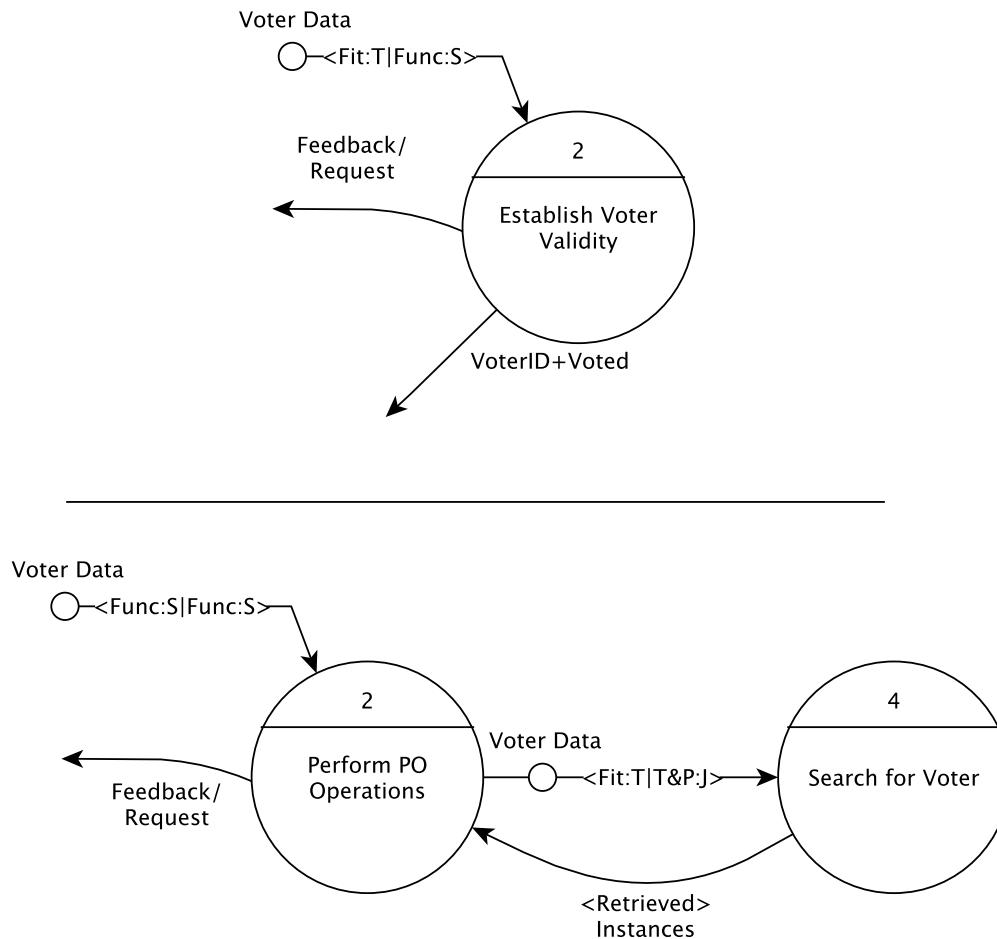 Voter Data
<Fit:T|Func:S>
2
Feedback/
Request
Establish Voter
Validity
VoterID+Voted
Voter Data
<Func:S|Func:S>
2
4
Voter Data
Perform PO
Operations
<Fit:T|T&P:J>
Search for Voter
Feedback/
Request
<Retrieved>
Instances